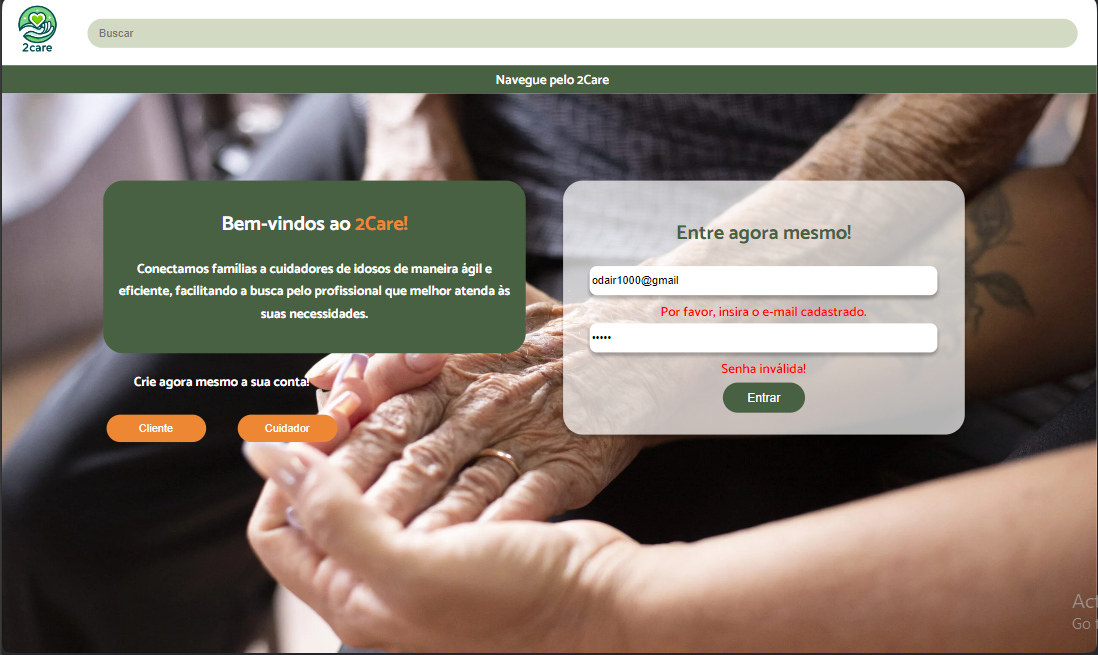 2care
Buscar
Navegue pelo 2Care
Bem-vindos ao 2Care!
Conectamos famílias a cuidadores de idosos de maneira ágil e
eficiente, facilitando a busca pelo profissional que melhor atenda às
suas necessidades.
Crie agora mesmo a sua conta!
Cliente
Cuidador
Entre agora mesmo!
odair1000@gmail
Por favor, insira o e-mail cadastrado.
•••••
Senha inválida!
Entrar
Go